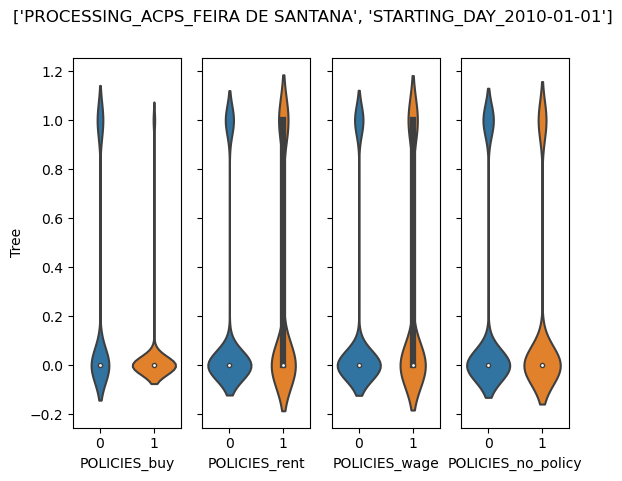 ['PROCESSING_ACPS_FEIRA DE SANTANA', 'STARTING_DAY_2010-01-01']
1.2
1.0
0.8
0.6
0.4
0.2
0.0
−0.2
Tree
0 1 0 1 0 1 0 1
POLICIES_buy POLICIES_rent POLICIES_wage POLICIES_no_policy